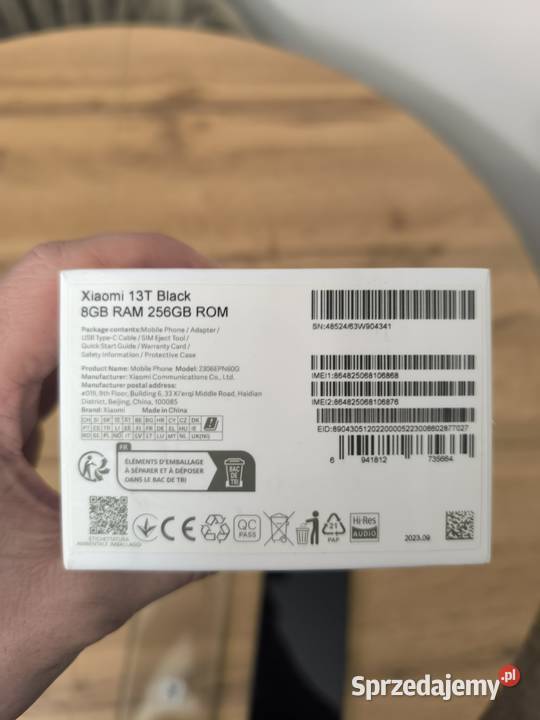 Xiaomi 13T Black
8GB RAM 256GB ROM
Package contents:Mobile Phone / Adapter /
USB Type-C Cable / SIM Eject Tool /
Quick Start Guide / Warranty Card /
Safety Information / Protective Case
Product Name: Mobile Phone Model: 2306EPN60G
Manufacturer: Xiaomi Communications Co., Ltd.
Manufacturer postal address:
#019, 9th Floor, Building 6, 33 Xi'erqi Middle Road, Haidian
District, Beijing, China, 100085
Brand: Xiaomi Made in China
SN:48524/63W904341
IMEI1:864825068106868
IMEI2:864825068106876
EID:89043051202200005223008602877027
6 941812 735664
FR
ÉLÉMENTS D'EMBALLAGE
À SÉPARER ET À DÉPOSER
DANS LE BAC DE TRI
BAC
DE TRI
ETICHETTATURA
AMBIENTALE IMBALLAGGI
CE
QC
PASS
21
PAP
Hi-Res
AUDIO
2023.09
Sprzedajemy.pl